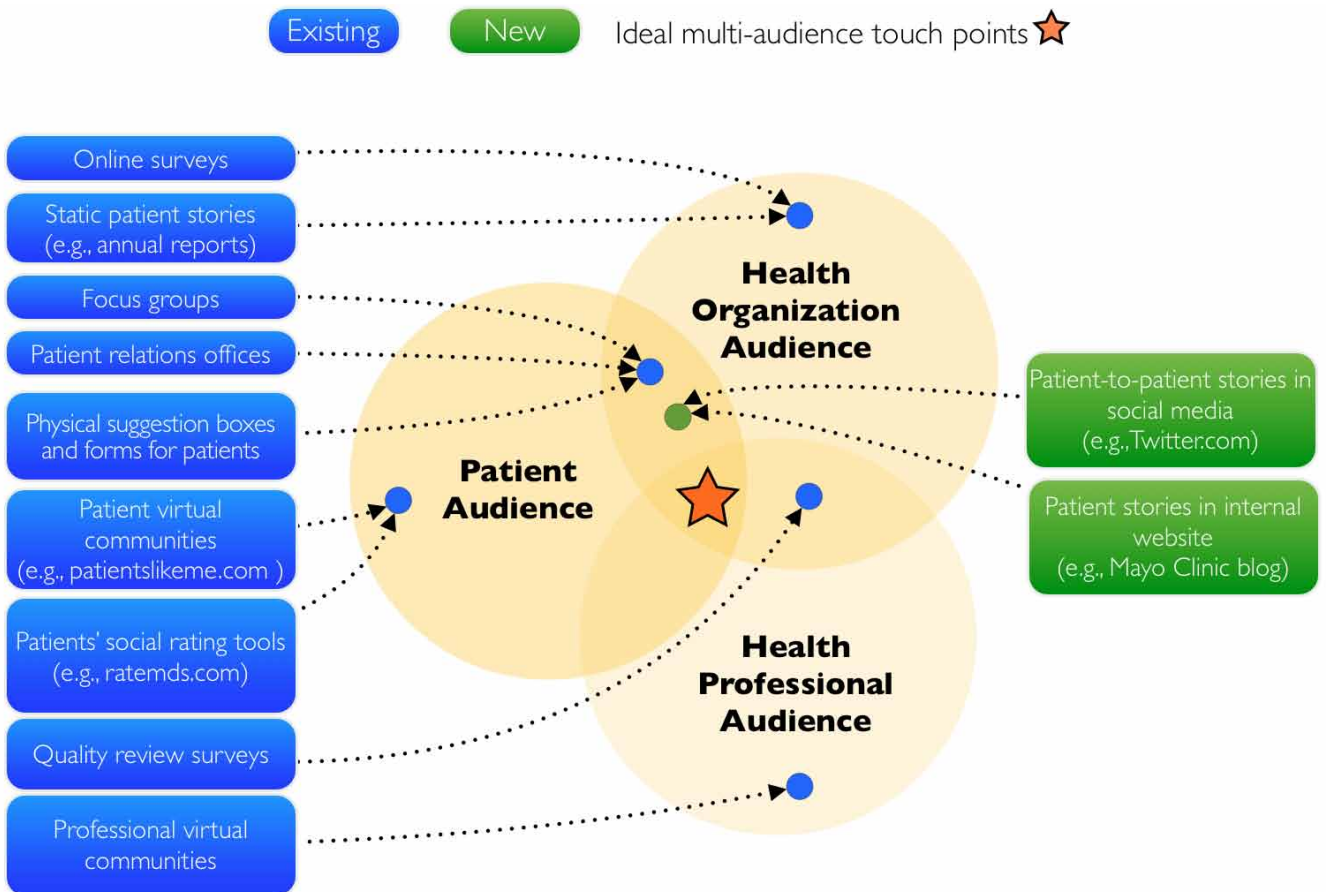 Existing
New
Ideal multi-audience touch points
Online surveys
Static patient stories
(e.g., annual reports)
Focus groups
Patient relations offices
Physical suggestion boxes
and forms for patients
Patient virtual
communities
(e.g., patientslikeme.com )
Patients' social rating tools
(e.g., ratemds.com)
Quality review surveys
Professional virtual
communities
Health
Organization
Audience
Patient
Audience
Health
Professional
Audience
Patient-to-patient stories in
social media
(e.g.,Twitter.com)
Patient stories in internal
website
(e.g., Mayo Clinic blog)